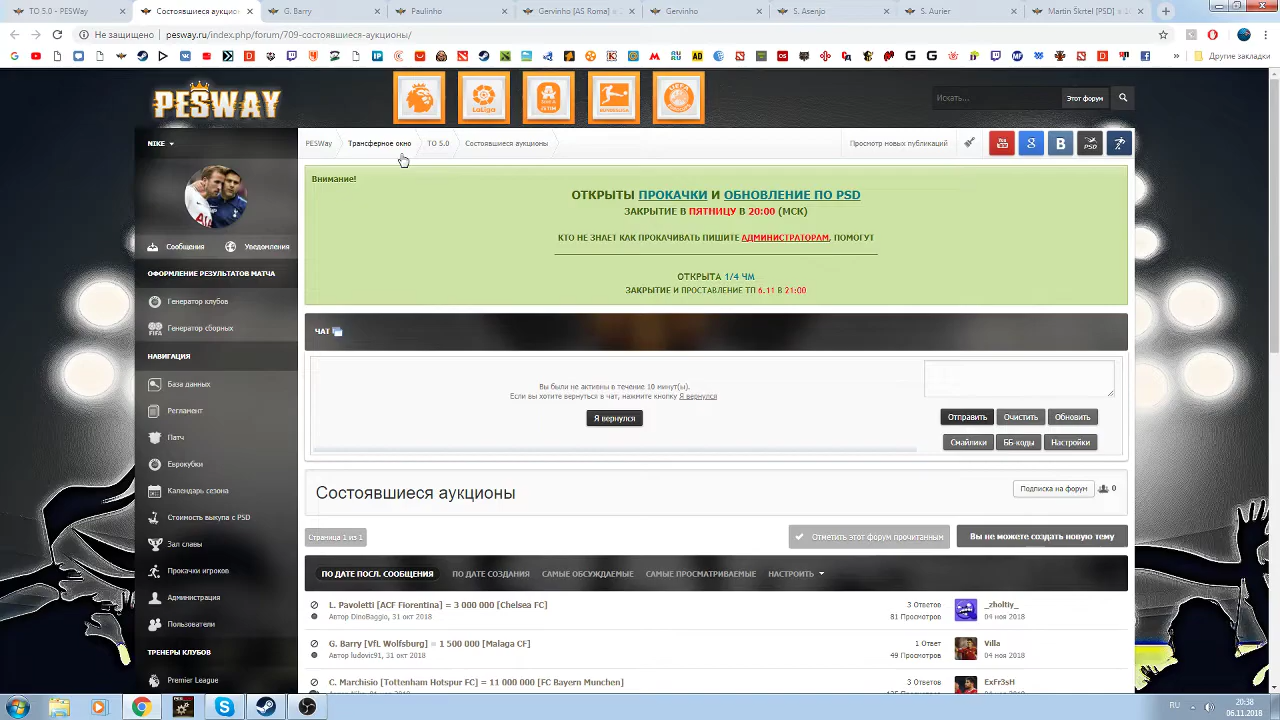 TO 5.0 - PESWay
Состоявшиеся аукцион
G. Barry
Paulinho
Gervinho [AS Roma] =
Gervinho
S. Asenjo
S. Aurier
Martin Škrtel [PSD]
Не защищено | pesway.ru/index.php/forum/709-состоявшиеся-аукционы/
Другие закладки
PESWAY
LaLiga
Искать...
Этот форум
NIKE
PESWay
Трансферное окно
ТО 5.0
Состоявшиеся аукционы
Просмотр новых публикаций
PSD
Внимание!
ОТКРЫТЫ ПРОКАЧКИ И ОБНОВЛЕНИЕ ПО PSD
ЗАКРЫТИЕ В ПЯТНИЦУ В 20:00 (МСК)
КТО НЕ ЗНАЕТ КАК ПРОКАЧИВАТЬ ПИШИТЕ АДМИНИСТРАТОРАМ, ПОМОГУТ
ОТКРЫТА 1/4 ЧМ
ЗАКРЫТИЕ И ПРОСТАВЛЕНИЕ ТП 6.11 В 21:00
Сообщения
Уведомления
ОФОРМЛЕНИЕ РЕЗУЛЬТАТОВ МАТЧА
Генератор клубов
Генератор сборных
НАВИГАЦИЯ
База данных
Регламент
Патч
Еврокубки
Календарь сезона
Стоимость выкупа с PSD
Зал славы
Прокачки игроков
Администрация
Пользователи
ТРЕНЕРЫ КЛУБОВ
Premier League
ЧАТ
Вы были не активны в течение 10 минут(ы).
Если вы хотите вернуться в чат, нажмите кнопку Я вернулся
Я вернулся
Отправить
Очистить
Обновить
Смайлики
ББ-коды
Настройки
Состоявшиеся аукционы
Подписка на форум
0
Страница 1 из 1
Отметить этот форум прочитанным
Вы не можете создать новую тему
ПО ДАТЕ ПОСЛ. СООБЩЕНИЯ
ПО ДАТЕ СОЗДАНИЯ
САМЫЕ ОБСУЖДАЕМЫЕ
САМЫЕ ПРОСМАТРИВАЕМЫЕ
НАСТРОИТЬ
L. Pavoletti [ACF Fiorentina] = 3 000 000 [Chelsea FC]
Автор DinoBaggio, 31 окт 2018
3 Ответов
81 Просмотров
_zholtiy_
04 ноя 2018
G. Barry [VfL Wolfsburg] = 1 500 000 [Malaga CF]
Автор ludovic91, 31 окт 2018
1 Ответ
49 Просмотров
Villa
04 ноя 2018
C. Marchisio [Tottenham Hotspur FC] = 11 000 000 [FC Bayern Munchen]
3 Ответов
ExFr3sH
RU
20:38
06.11.2018